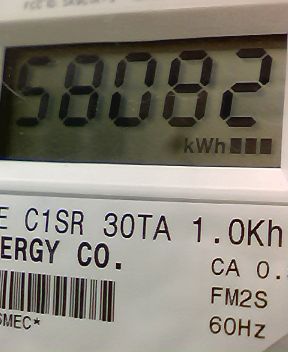 58082
kWh
E C1SR 30TA 1.0Kh
ERGY CO.
CA 0.
FM2S
SMEC*
60Hz